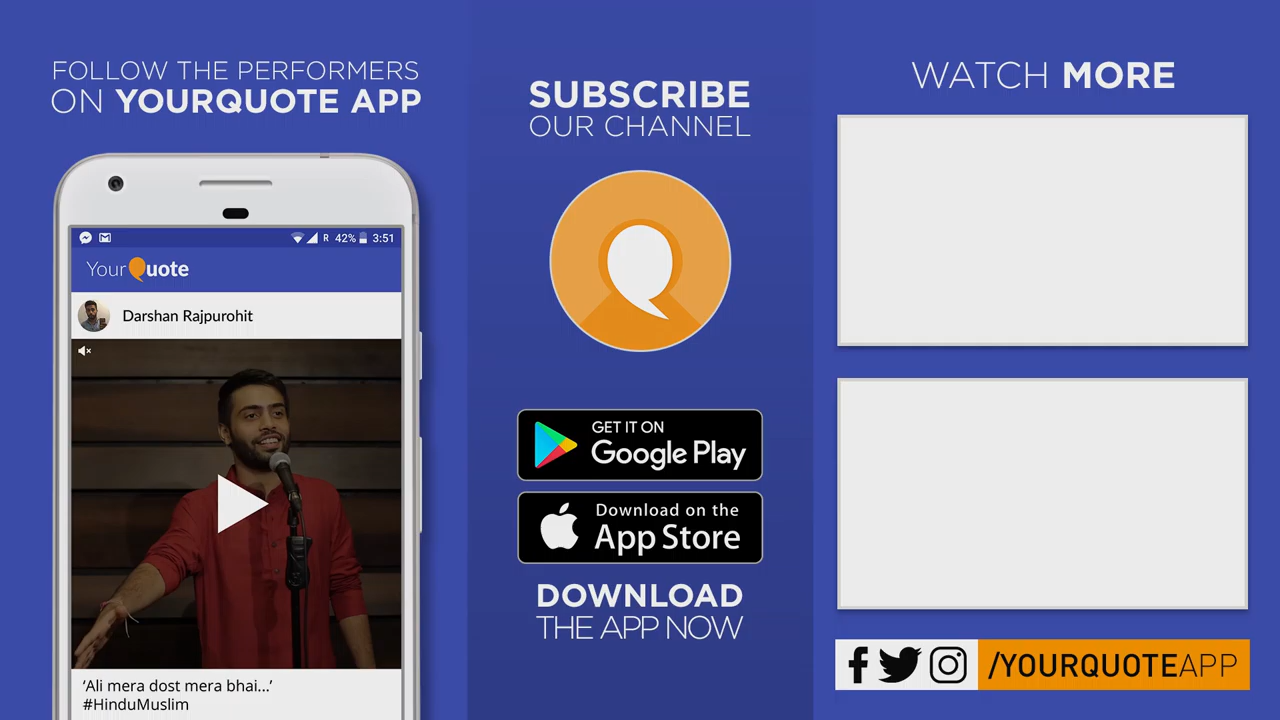 FOLLOW THE PERFORMERS
ON YOURQUOTE APP
R 42% 3:51
YourQuote
Darshan Rajpurohit
‘Ali mera dost mera bhai...’
#HinduMuslim
SUBSCRIBE
OUR CHANNEL
GET IT ON
Google Play
Download on the
App Store
DOWNLOAD
THE APP NOW
WATCH MORE
/YOURQUOTEAPP